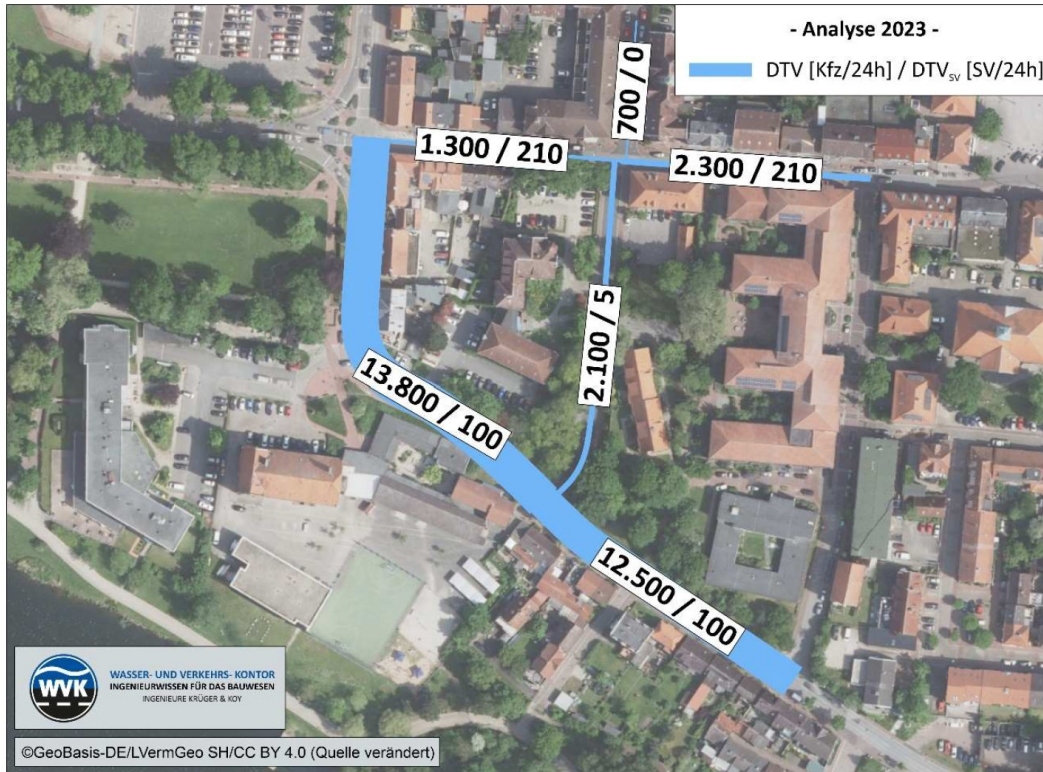 - Analyse 2023 -
DTV [Kfz/24h] / DTVsv [SV/24h]
700 / 0
1.300 / 210
2.300 / 210
2.100 / 5
13.800 / 100
12.500 / 100
WVK
WASSER- UND VERKEHRS- KONTOR
INGENIEURWISSEN FÜR DAS BAUWESEN
INGENIEURE KRÜGER & KOY
©GeoBasis-DE/LVermGeo SH/CC BY 4.0 (Quelle verändert)